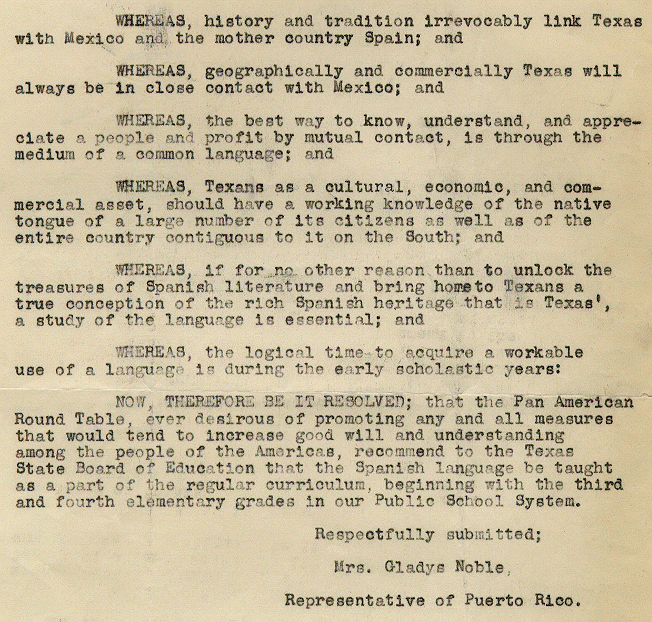 WHEREAS, history and tradition irrevocably link Texas
with Mexico and the mother country Spain; and
WHEREAS, geographically and commercially Texas will
always be in close contact with Mexico; and
WHEREAS, the best way to know, understand, and appre-
ciate a people and profit by mutual contact, is through the
medium of a common language; and
WHEREAS, Texans as a cultural, economic, and com-
mercial asset, should have a working knowledge of the native
tongue of a large number of its citizens as well as of the
entire country contiguous to it on the South; and
WHEREAS, if for no other reason than to unlock the
treasures of Spanish literature and bring hometo Texans a
true conception of the rich Spanish heritage that is Texas',
a study of the language is essential; and
WHEREAS, the logical time to acquire a workable
use of a language is during the early scholastic years:
NOW, THEREFORE BE IT RESOLVED; that the Pan American
Round Table, ever desirous of promoting any and all measures
that would tend to increase good will and understanding
among the people of the Americas, recommend to the Texas
State Board of Education that the Spanish language be taught
as a part of the regular curriculum, beginning with the third
and fourth elementary grades in our Public School System.
Respectfully submitted;
Mrs. Gladys Noble,
Representative of Puerto Rico.